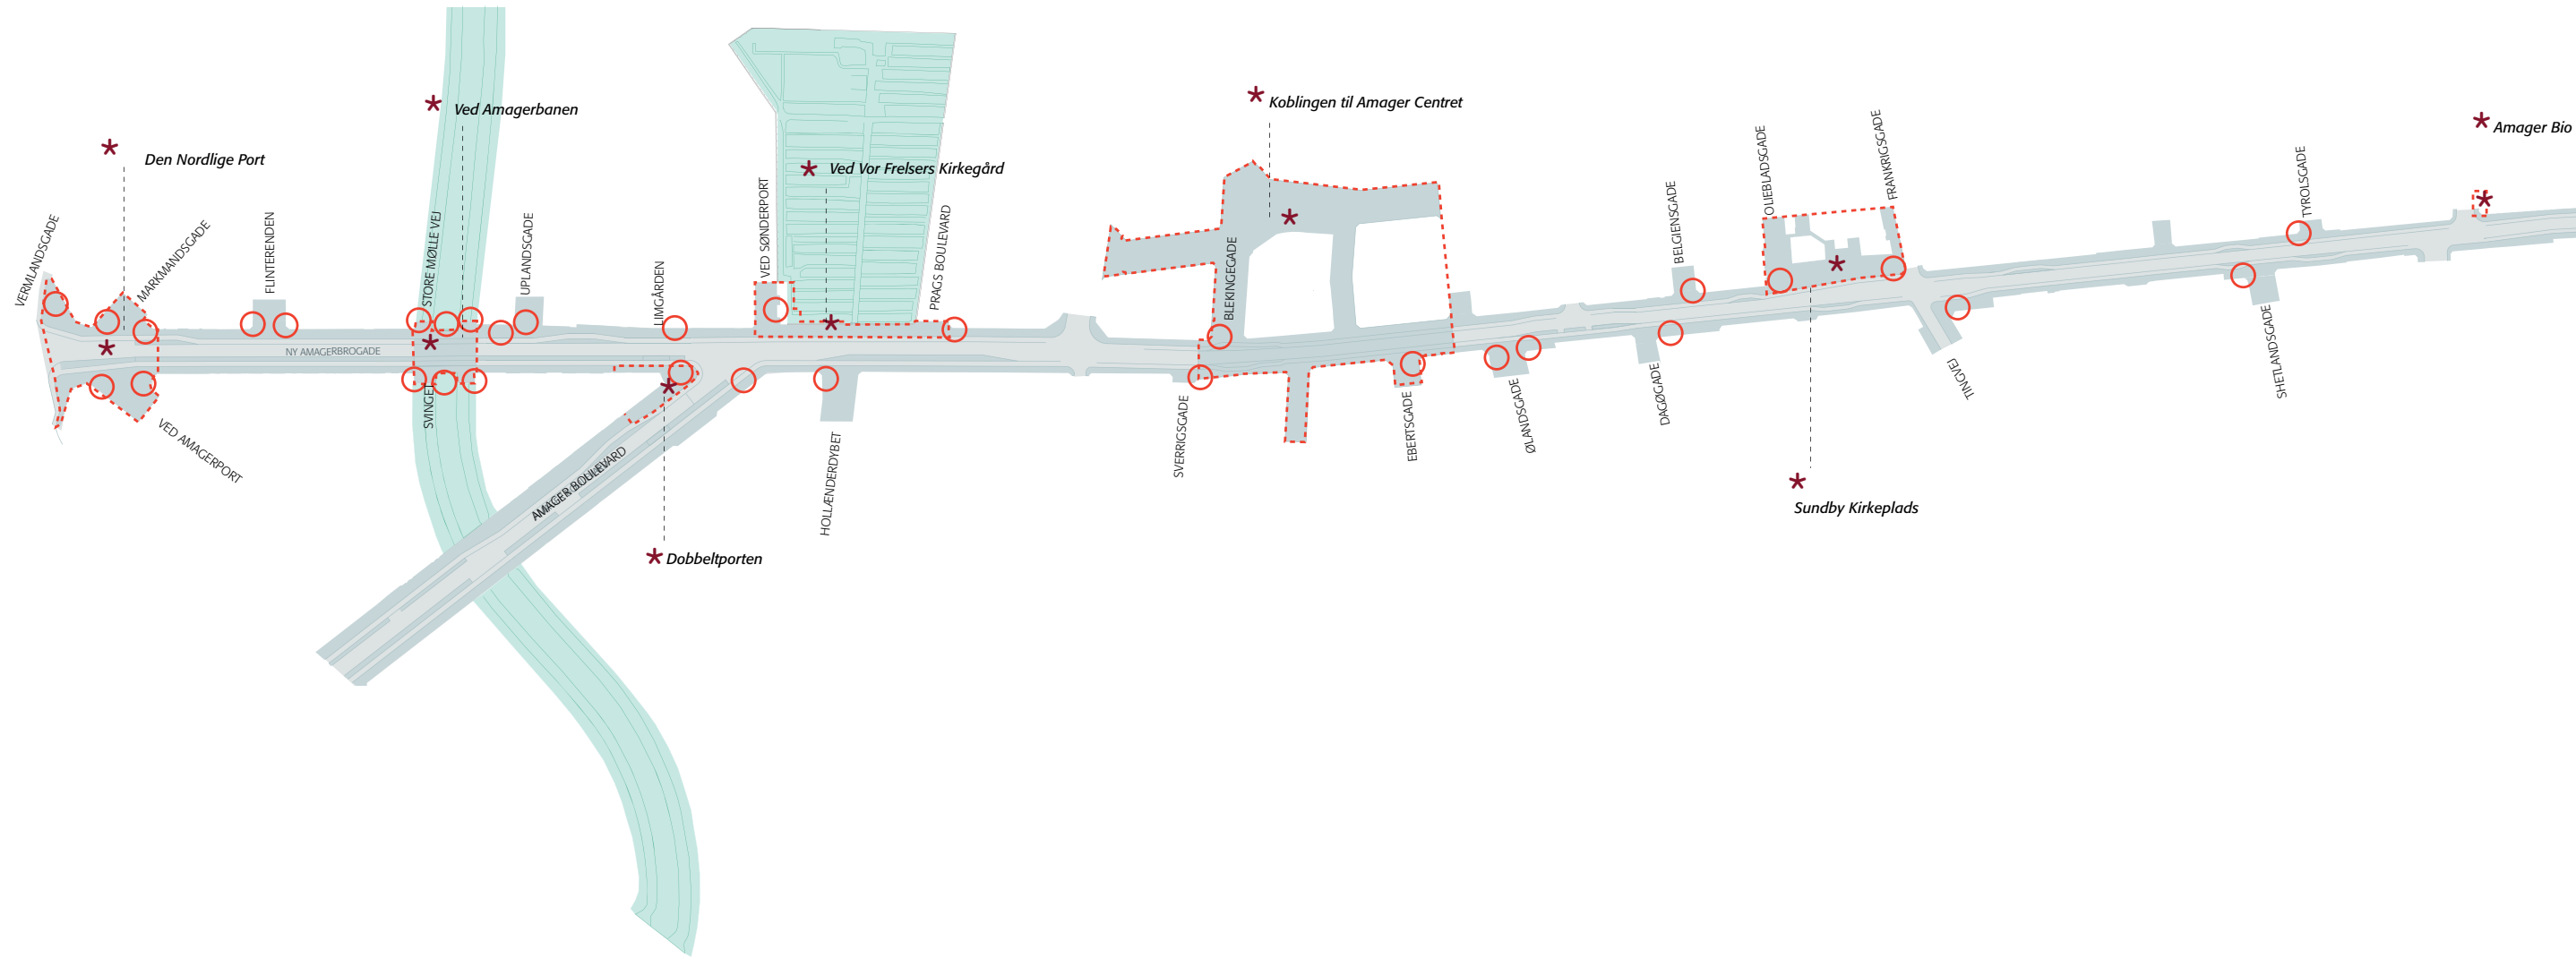 Den Nordlige Port
Ved Amagerbanen
Ved Vor Frelsers Kirkegård
Koblingen til Amager Centret
Amager Bio
VERMLANDSGADE
MARKMANDSGADE
FLINTERENDEN
STORE MØLLE VEJ
UPLANDSGADE
LIMGÅRDEN
VED SØNDERPORT
PRAGS BOULEVARD
BLEKINGEGADE
BELGIENSGADE
OLIEBLADSGADE
FRANKRIGSGADE
TYROLSGADE
NY AMAGERBROGADE
SVINGET
VED AMAGERPORT
AMAGER BOULEVARD
HOLLÆNDERDYBET
SVERRIGSGADE
EBERTSGADE
ØLANDSGADE
DAGØGADE
TINGVEJ
SHETLANDSGADE
Sundby Kirkeplads
Dobbeltporten